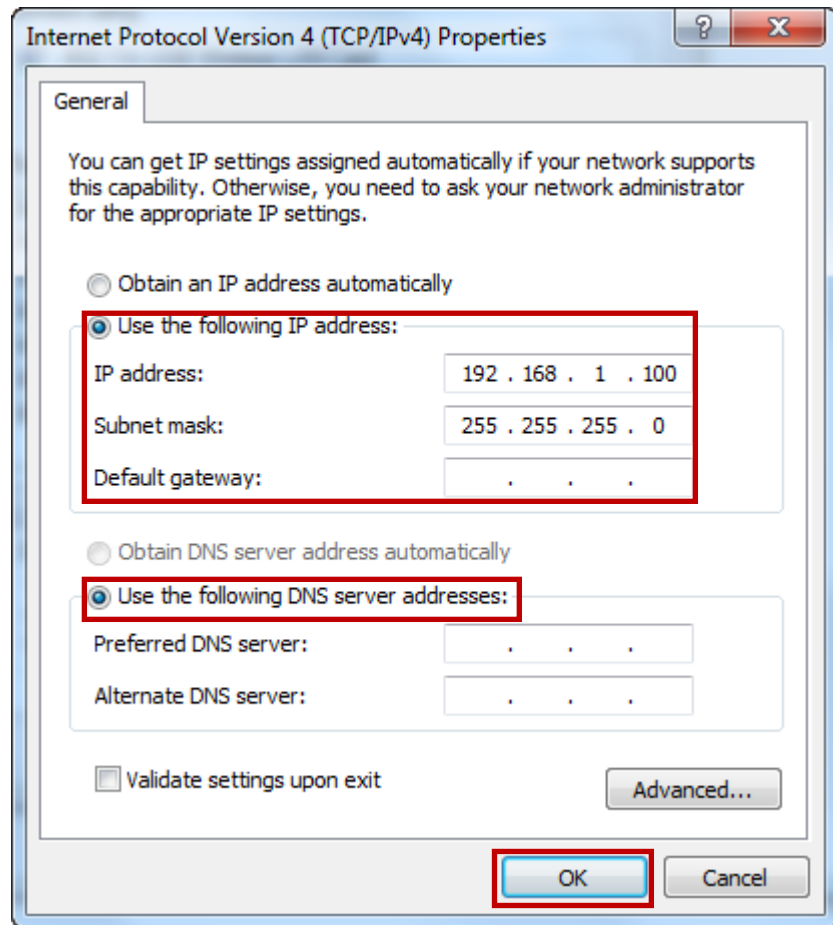 Internet Protocol Version 4 (TCP/IPv4) Properties
General
You can get IP settings assigned automatically if your network supports
this capability. Otherwise, you need to ask your network administrator
for the appropriate IP settings.
Obtain an IP address automatically
Use the following IP address:
IP address: 192 . 168 . 1 . 100
Subnet mask: 255 . 255 . 255 . 0
Default gateway: . . .
Obtain DNS server address automatically
Use the following DNS server addresses:
Preferred DNS server: . . .
Alternate DNS server: . . .
Validate settings upon exit
Advanced...
OK Cancel